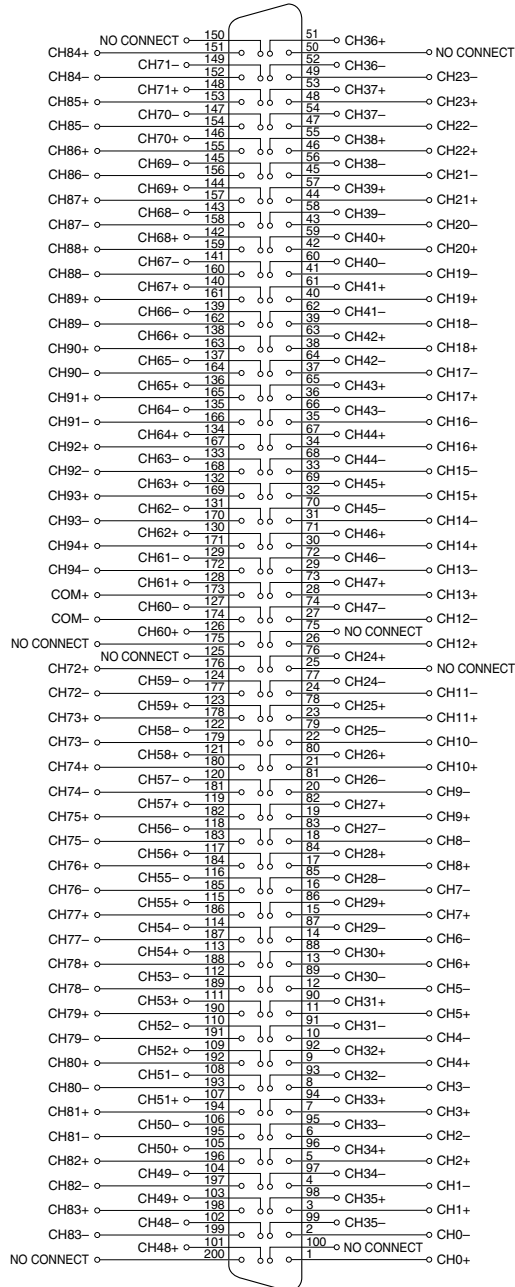 NO CONNECT 150 51 CH36+
CH84+ 151 50 NO CONNECT
CH71– 149 52 CH36–
CH84– 152 49 CH23–
CH71+ 148 53 CH37+
CH85+ 153 48 CH23+
CH70– 147 54 CH37–
CH85– 154 47 CH22–
CH70+ 146 55 CH38+
CH86+ 155 46 CH22+
CH69– 145 56 CH38–
CH86– 156 45 CH21–
CH69+ 144 57 CH39+
CH87+ 157 44 CH21+
CH68– 143 58 CH39–
CH87– 158 43 CH20–
CH68+ 142 59 CH40+
CH88+ 159 42 CH20+
CH67– 141 60 CH40–
CH88– 160 41 CH19–
CH67+ 140 61 CH41+
CH89+ 161 40 CH19+
CH66– 139 62 CH41–
CH89– 162 39 CH18–
CH66+ 138 63 CH42+
CH90+ 163 38 CH18+
CH65– 137 64 CH42–
CH90– 164 37 CH17–
CH65+ 136 65 CH43+
CH91+ 165 36 CH17+
CH64– 135 66 CH43–
CH91– 166 35 CH16–
CH64+ 134 67 CH44+
CH92+ 167 34 CH16+
CH63– 133 68 CH44–
CH92– 168 33 CH15–
CH63+ 132 69 CH45+
CH93+ 169 32 CH15+
CH62– 131 70 CH45–
CH93– 170 31 CH14–
CH62+ 130 71 CH46+
CH94+ 171 30 CH14+
CH61– 129 72 CH46–
CH94– 172 29 CH13–
CH61+ 128 73 CH47+
COM+ 173 28 CH13+
CH60– 127 74 CH47–
COM– 174 27 CH12–
CH60+ 126 75 NO CONNECT
NO CONNECT 175 26 CH12+
NO CONNECT 125 76 CH24+
CH72+ 176 25 NO CONNECT
CH59– 124 77 CH24–
CH72– 177 24 CH11–
CH59+ 123 78 CH25+
CH73+ 178 23 CH11+
CH58– 122 79 CH25–
CH73– 179 22 CH10–
CH58+ 121 80 CH26+
CH74+ 180 21 CH10+
CH57– 120 81 CH26–
CH74– 181 20 CH9–
CH57+ 119 82 CH27+
CH75+ 182 19 CH9+
CH56– 118 83 CH27–
CH75– 183 18 CH8–
CH56+ 117 84 CH28+
CH76+ 184 17 CH8+
CH55– 116 85 CH28–
CH76– 185 16 CH7–
CH55+ 115 86 CH29+
CH77+ 186 15 CH7+
CH54– 114 87 CH29–
CH77– 187 14 CH6–
CH54+ 113 88 CH30+
CH78+ 188 13 CH6+
CH53– 112 89 CH30–
CH78– 189 12 CH5–
CH53+ 111 90 CH31+
CH79+ 190 11 CH5+
CH52– 110 91 CH31–
CH79– 191 10 CH4–
CH52+ 109 92 CH32+
CH80+ 192 9 CH4+
CH51– 108 93 CH32–
CH80– 193 8 CH3–
CH51+ 107 94 CH33+
CH81+ 194 7 CH3+
CH50– 106 95 CH33–
CH81– 195 6 CH2–
CH50+ 105 96 CH34+
CH82+ 196 5 CH2+
CH49– 104 97 CH34–
CH82– 197 4 CH1–
CH49+ 103 98 CH35+
CH83+ 198 3 CH1+
CH48– 102 99 CH35–
CH83– 199 2 CH0–
CH48+ 101 100 NO CONNECT
NO CONNECT 200 1 CH0+